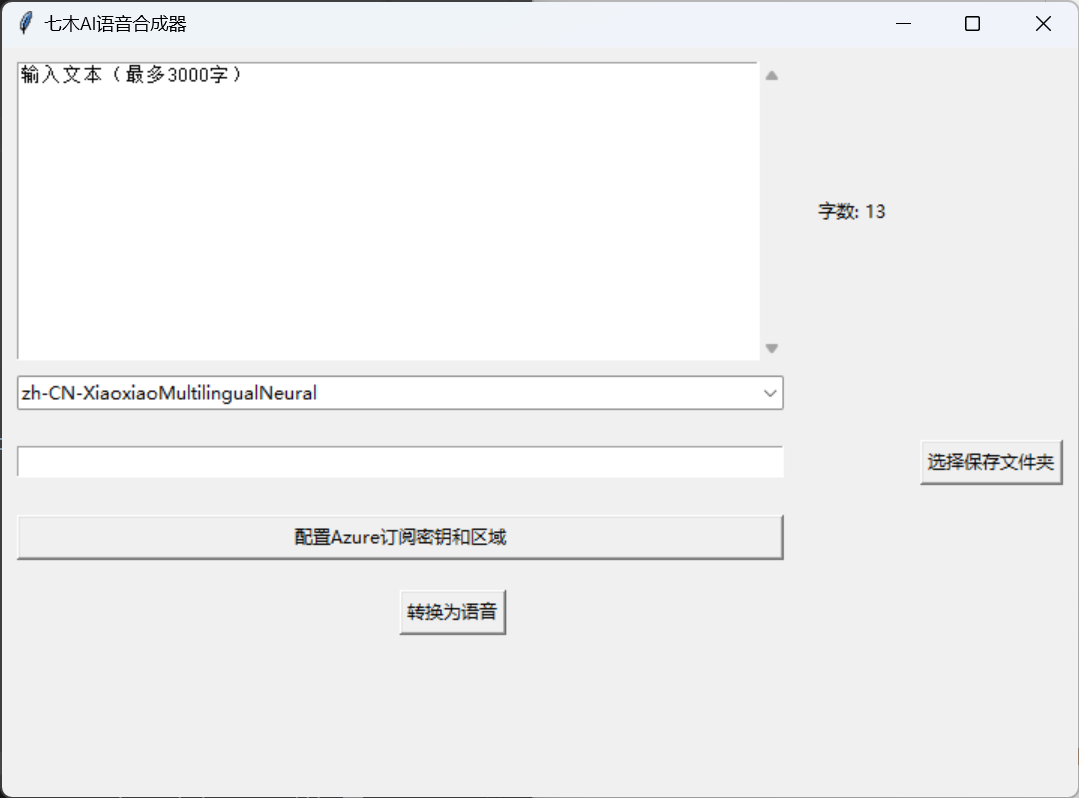 七木AI语音合成器
输入文本（最多3000字）
字数: 13
zh-CN-XiaoxiaoMultilingualNeural
选择保存文件夹
配置Azure订阅密钥和区域
转换为语音